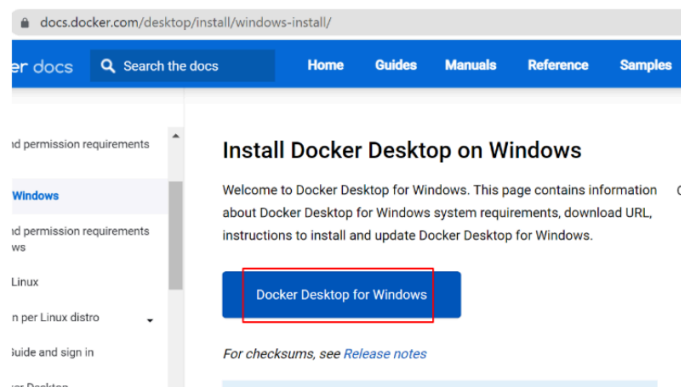 docs.docker.com/desktop/install/windows-install/
docs
Search the docs
Home
Guides
Manuals
Reference
Samples
permission requirements
Windows
permission requirements
Linux
per Linux distro
and sign in
Install Docker Desktop on Windows
Welcome to Docker Desktop for Windows. This page contains information
about Docker Desktop for Windows system requirements, download URL,
instructions to install and update Docker Desktop for Windows.
Docker Desktop for Windows
For checksums, see Release notes